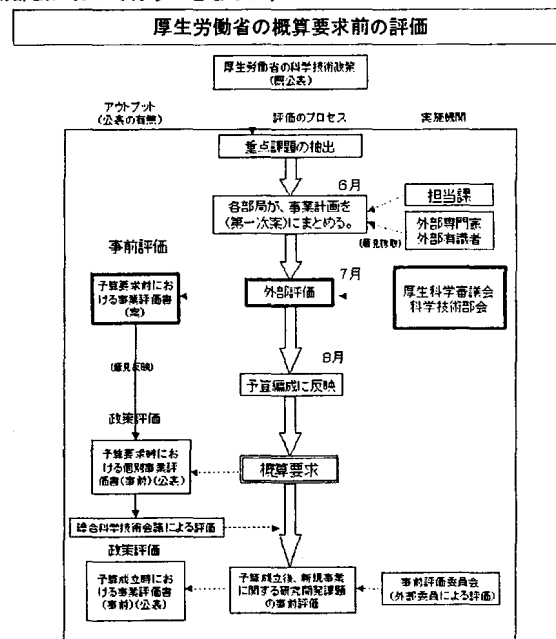 厚生労働省の概算要求前の評価
厚生労働省の科学技術政策
(既公表)
アウトプット
(公表の有無)
評価のプロセス
実施機関
重点課題の抽出
6月
各部局が、事業計画を
(第一次案)にまとめる。
担当課
外部専門家
外部有識者
(意見聴取)
事前評価
7月
予算要求前にお
ける事業評価書
(案)
外部評価
厚生科学審議会
科学技術部会
8月
(意見反映)
予算編成に反映
政策評価
予算要求時にお
ける個別事業評
価書(事前)(公表)
概算要求
総合科学技術会議による評価
政策評価
予算成立時にお
ける事業評価書
(事前)(公表)
予算成立後、新規事業
に関する研究開発課題
の事前評価
事前評価委員会
(外部委員による評価)